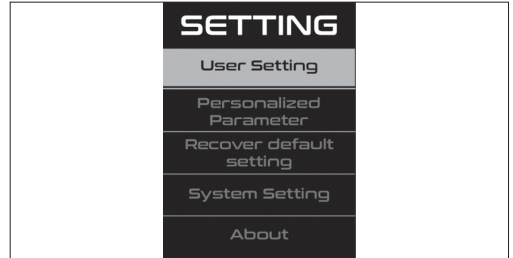 SETTING
User Setting
Personalized
Parameter
Recover default
setting
System Setting
About